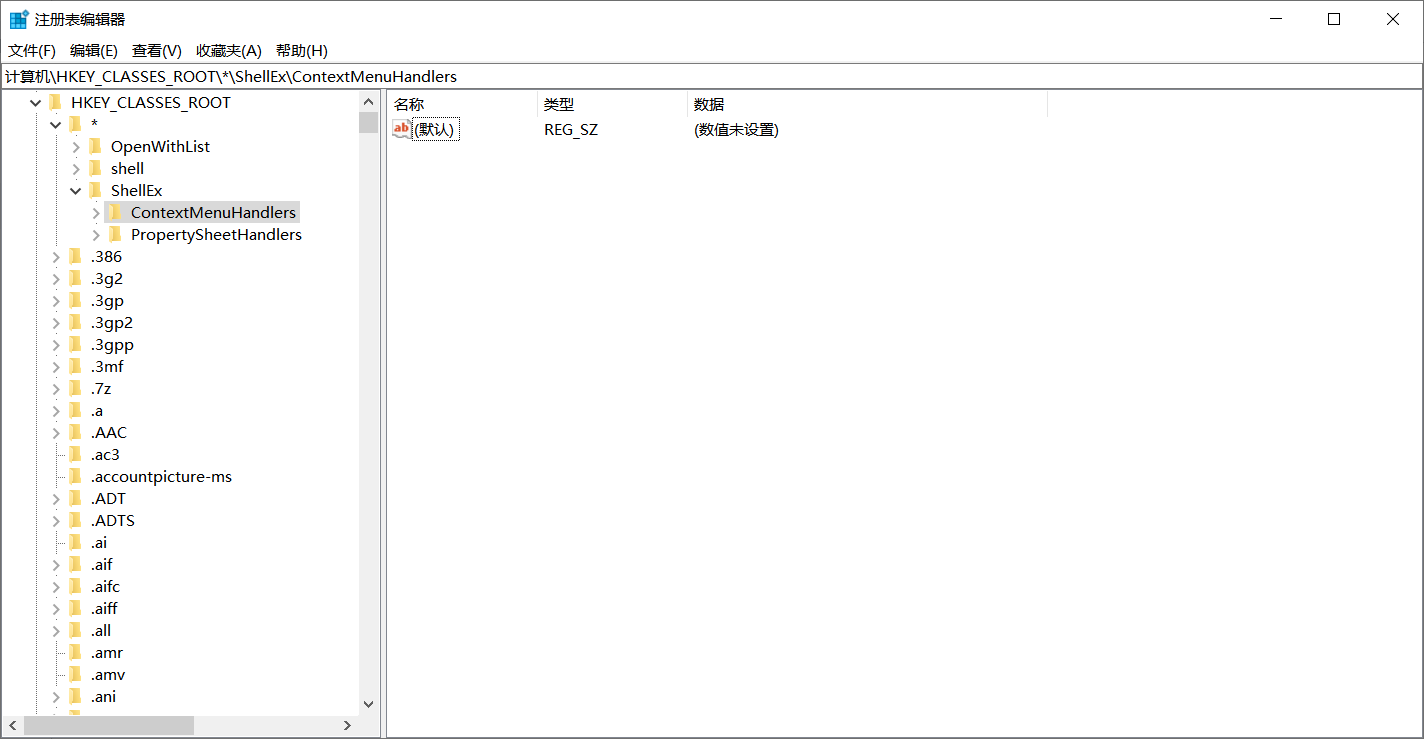 注册表编辑器
文件(F) 编辑(E) 查看(V) 收藏夹(A) 帮助(H)
计算机\HKEY_CLASSES_ROOT\*\ShellEx\ContextMenuHandlers
HKEY_CLASSES_ROOT
*
OpenWithList
shell
ShellEx
ContextMenuHandlers
PropertySheetHandlers
.386
.3g2
.3gp
.3gp2
.3gpp
.3mf
.7z
.a
.AAC
.ac3
.accountpicture-ms
.ADT
.ADTS
.ai
.aif
.aifc
.aiff
.all
.amr
.amv
.ani
名称 类型 数据
ab (默认) REG_SZ (数值未设置)